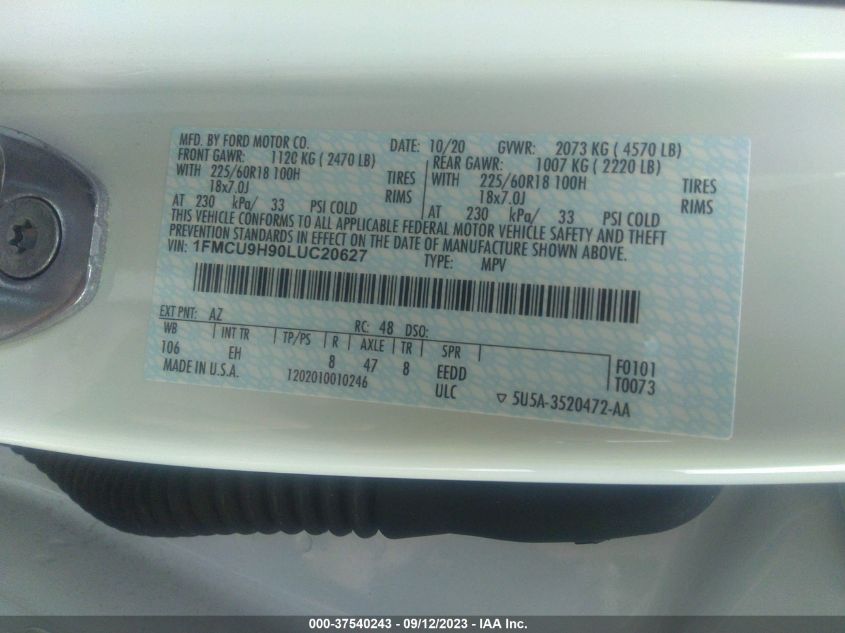 MFD. BY FORD MOTOR CO. DATE: 10/20 GVWR: 2073 KG ( 4570 LB)
FRONT GAWR: 1120 KG ( 2470 LB) REAR GAWR: 1007 KG ( 2220 LB)
WITH 225/60R18 100H TIRES WITH 225/60R18 100H TIRES
18x7.0J RIMS 18x7.0J RIMS
AT 230 kPa/ 33 PSI COLD AT 230 kPa/ 33 PSI COLD
THIS VEHICLE CONFORMS TO ALL APPLICABLE FEDERAL MOTOR VEHICLE SAFETY AND THEFT
PREVENTION STANDARDS IN EFFECT ON THE DATE OF MANUFACTURE SHOWN ABOVE.
VIN: 1FMCU9H90LUC20627 TYPE: MPV
EXT PNT: AZ RC: 48 DSO:
WB INT TR TP/PS R AXLE TR SPR
106 EH 8 47 8 EEDD F0101
MADE IN U.S.A. T202010010246 ULC T0073
▽ 5U5A-3520472-AA
000-37540243 - 09/12/2023 - IAA Inc.